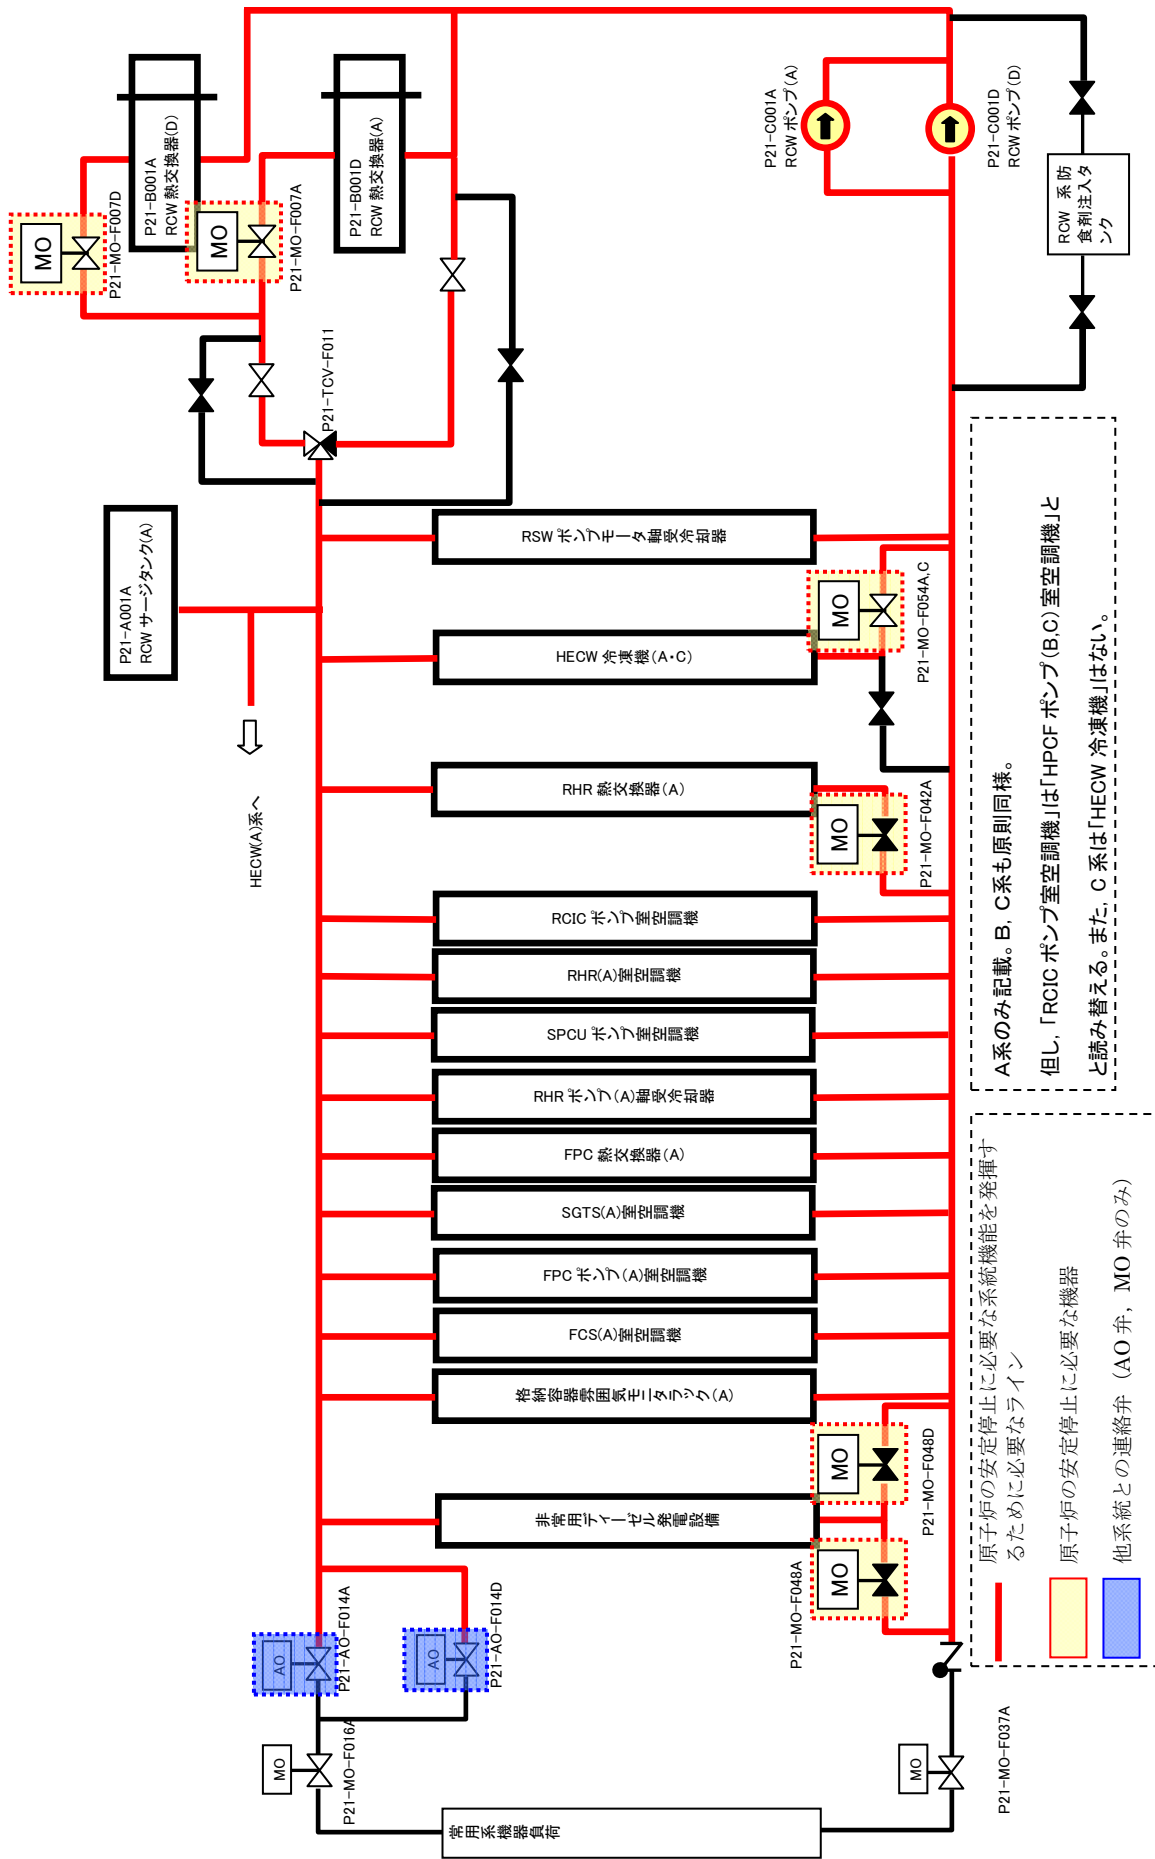 P21-MO-F007D
MO
P21-B001A
RCW 熱交換器(D)
MO
P21-MO-F007A
P21-B001D
RCW 熱交換器(A)
P21-TCV-F011
P21-A001A
RCW サージタンク(A)
HECW(A)系へ
P21-C001A
RCW ポンプ(A)
P21-C001D
RCW ポンプ(D)
RCW 系防
食剤注入タ
ンク
RSW ポンプモータ軸受冷却器
HECW 冷凍機(A・C)
MO
P21-MO-F054A,C
RHR 熱交換器(A)
MO
P21-MO-F042A
RCIC ポンプ室空調機
RHR(A)室空調機
SPCU ポンプ室空調機
RHR ポンプ(A)軸受冷却器
FPC 熱交換器(A)
SGTS(A)室空調機
FPC ポンプ(A)室空調機
FCS(A)室空調機
格納容器雰囲気モニタラック(A)
MO
P21-MO-F048D
非常用ディーゼル発電設備
MO
P21-MO-F048A
AO
P21-AO-F014A
AO
P21-AO-F014D
MO
P21-MO-F016A
MO
P21-MO-F037A
常用系機器負荷
A系のみ記載。B,C系も原則同様。
但し,「RCIC ポンプ室空調機」は「HPCF ポンプ(B,C)室空調機」と
と読み替える。また,C系は「HECW 冷凍機」はない。
原子炉の安定停止に必要な系統機能を発揮す
るために必要なライン
原子炉の安定停止に必要な機器
他系統との連絡弁(AO 弁,MO 弁のみ)